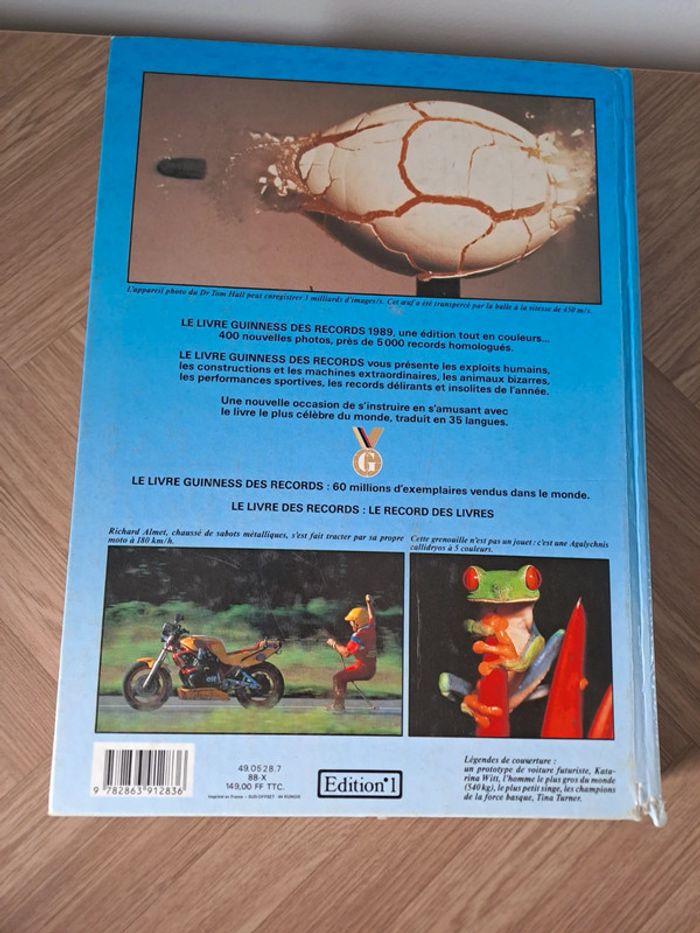 L'appareil photo du Dr Tom Hall peut enregistrer 3 milliards d'images/s. Cet œuf a été transpercé par la balle à la vitesse de 450 m/s.
LE LIVRE GUINNESS DES RECORDS 1989, une édition tout en couleurs...
400 nouvelles photos, près de 5000 records homologués.
LE LIVRE GUINNESS DES RECORDS vous présente les exploits humains,
les constructions et les machines extraordinaires, les animaux bizarres,
les performances sportives, les records délirants et insolites de l'année.
Une nouvelle occasion de s'instruire en s'amusant avec
le livre le plus célèbre du monde, traduit en 35 langues.
G
LE LIVRE GUINNESS DES RECORDS : 60 millions d'exemplaires vendus dans le monde.
LE LIVRE DES RECORDS : LE RECORD DES LIVRES
Richard Almet, chaussé de sabots métalliques, s'est fait tracter par sa propre
moto à 180 km/h.
Cette grenouille n'est pas un jouet : c'est une Agalychnis
callidryos à 5 couleurs.
elf
9 782863 912836
49.0528.7
88-X
149,00 FF TTC.
Imprimé en France
Edition°1
Légendes de couverture :
un prototype de voiture futuriste, Kata-
rina Witt, l'homme le plus gros du monde
(540 kg), le plus petit singe, les champions
de la force basque, Tina Turner.